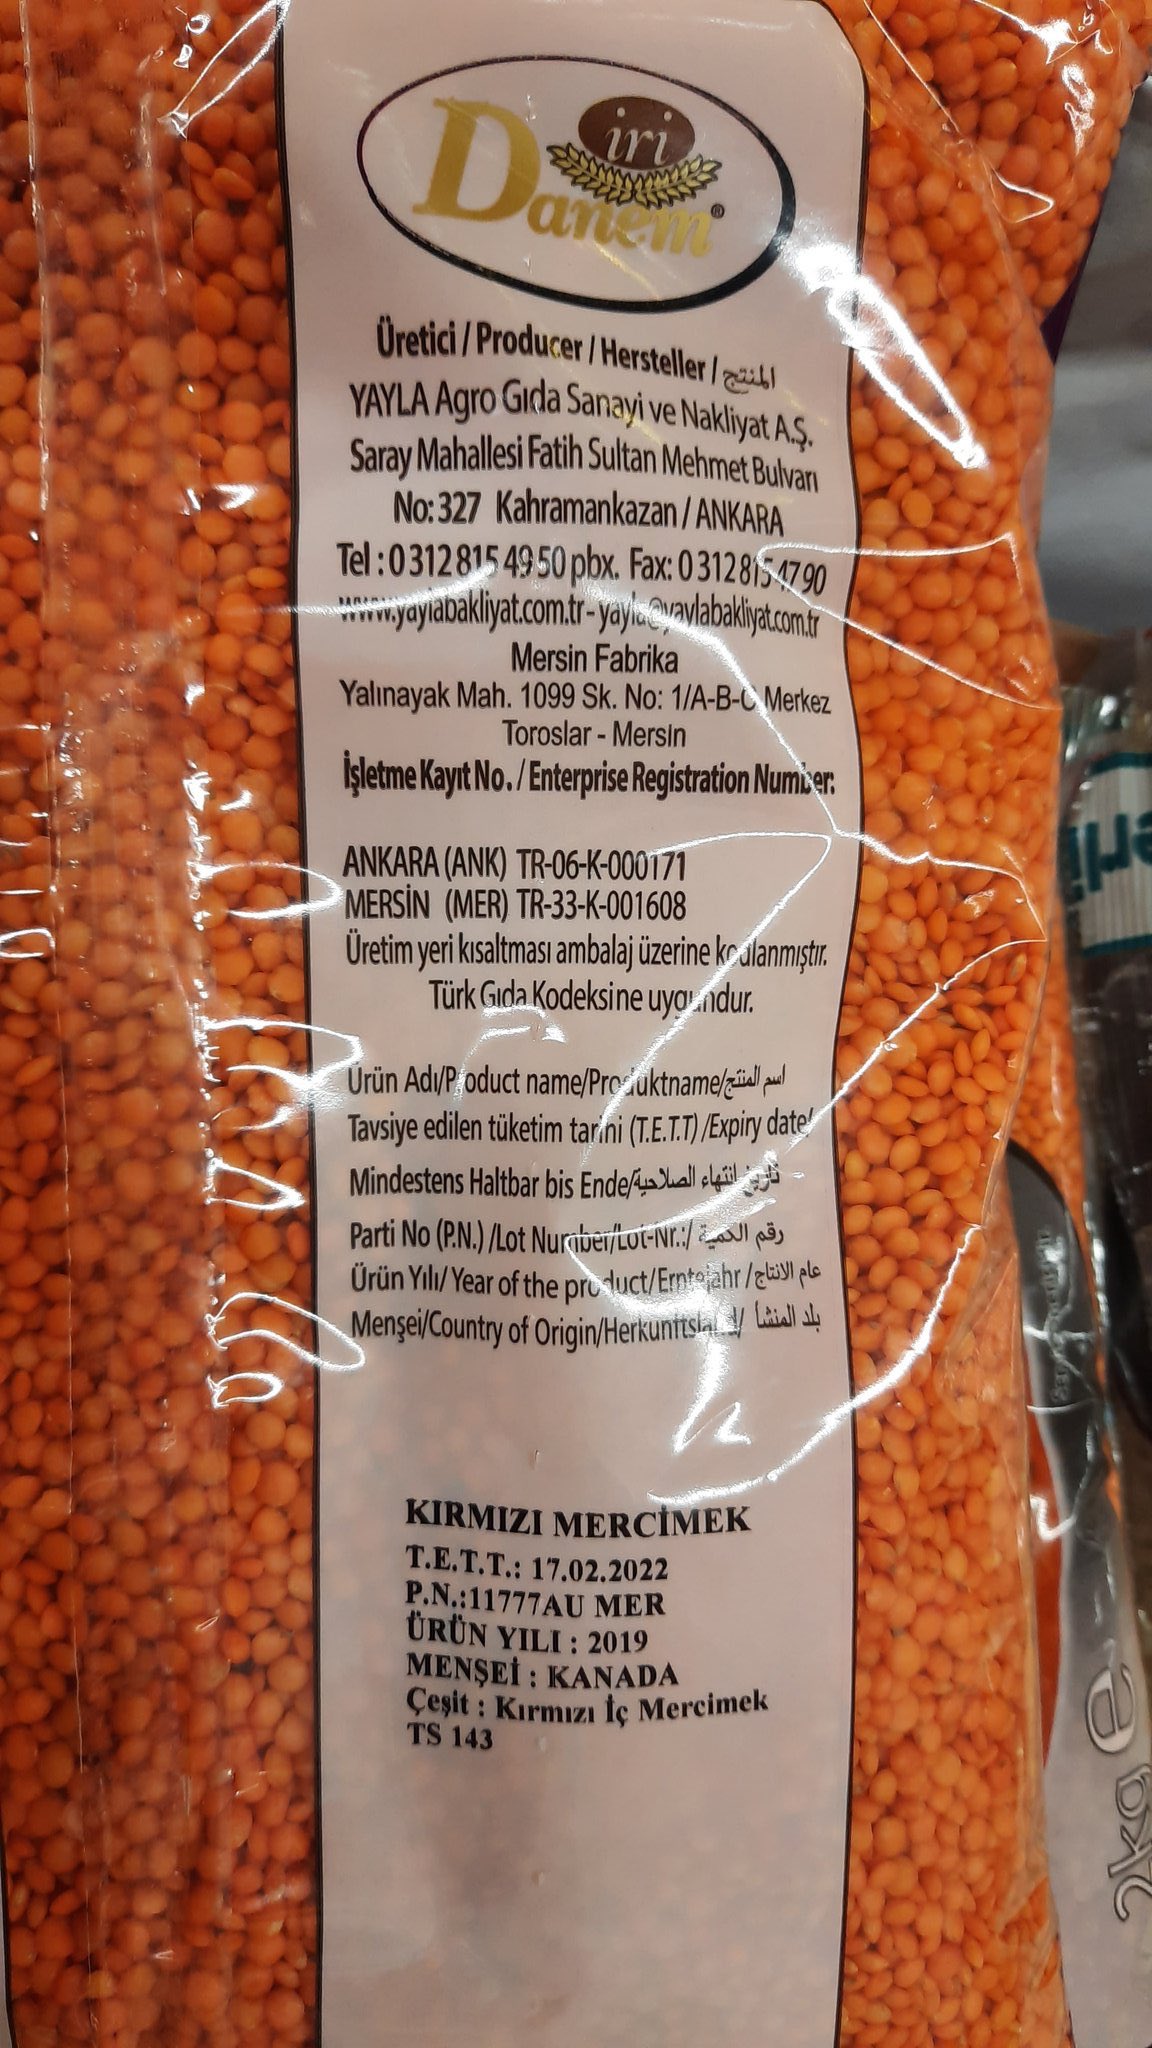 iri
Danem®
Üretici / Producer / Hersteller / المنتج
YAYLA Agro Gıda Sanayi ve Nakliyat A.Ş.
Saray Mahallesi Fatih Sultan Mehmet Bulvarı
No: 327 Kahramankazan / ANKARA
Tel : 0 312 815 49 50 pbx. Fax: 0 312 815 47 90
www.yaylabakliyat.com.tr - yayla@yaylabakliyat.com.tr
Mersin Fabrika
Yalınayak Mah. 1099 Sk. No: 1/A-B-C Merkez
Toroslar - Mersin
İşletme Kayıt No. / Enterprise Registration Number:
ANKARA (ANK) TR-06-K-000171
MERSİN (MER) TR-33-K-001608
Üretim yeri kısaltması ambalaj üzerine kodlanmıştır.
Türk Gıda Kodeksine uygundur.
Ürün Adı/Product name/Produktname/اسم المنتج
Tavsiye edilen tüketim tarihi (T.E.T.T) /Expiry date/
Mindestens Haltbar bis Ende/تاريخ إنتهاء الصلاحية
Parti No (P.N.) /Lot Number/Lot-Nr.:/ رقم الكمية
Ürün Yılı/ Year of the product/Erntejahr /عام الانتاج
Menşei/Country of Origin/Herkunftsland/ بلد المنشأ
KIRMIZI MERCİMEK
T.E.T.T.: 17.02.2022
P.N.:11777AU MER
ÜRÜN YILI : 2019
MENŞEİ : KANADA
Çeşit : Kırmızı İç Mercimek
TS 143
2kg e